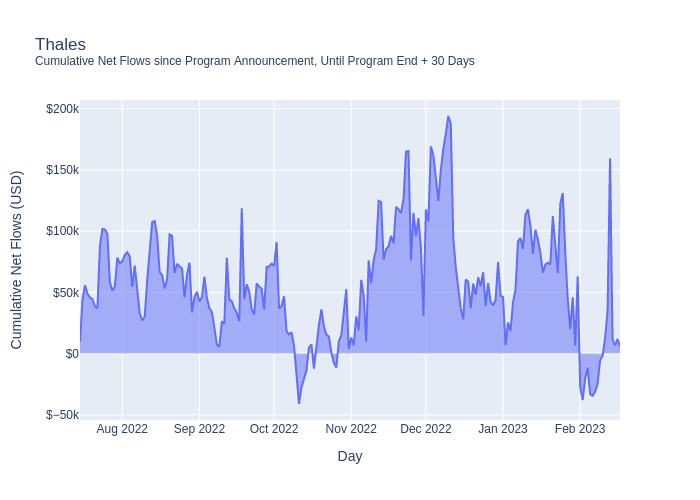 Thales
Cumulative Net Flows since Program Announcement, Until Program End + 30 Days
Cumulative Net Flows (USD)
$200k
$150k
$100k
$50k
$0
$−50k
Aug 2022
Sep 2022
Oct 2022
Nov 2022
Dec 2022
Jan 2023
Feb 2023
Day